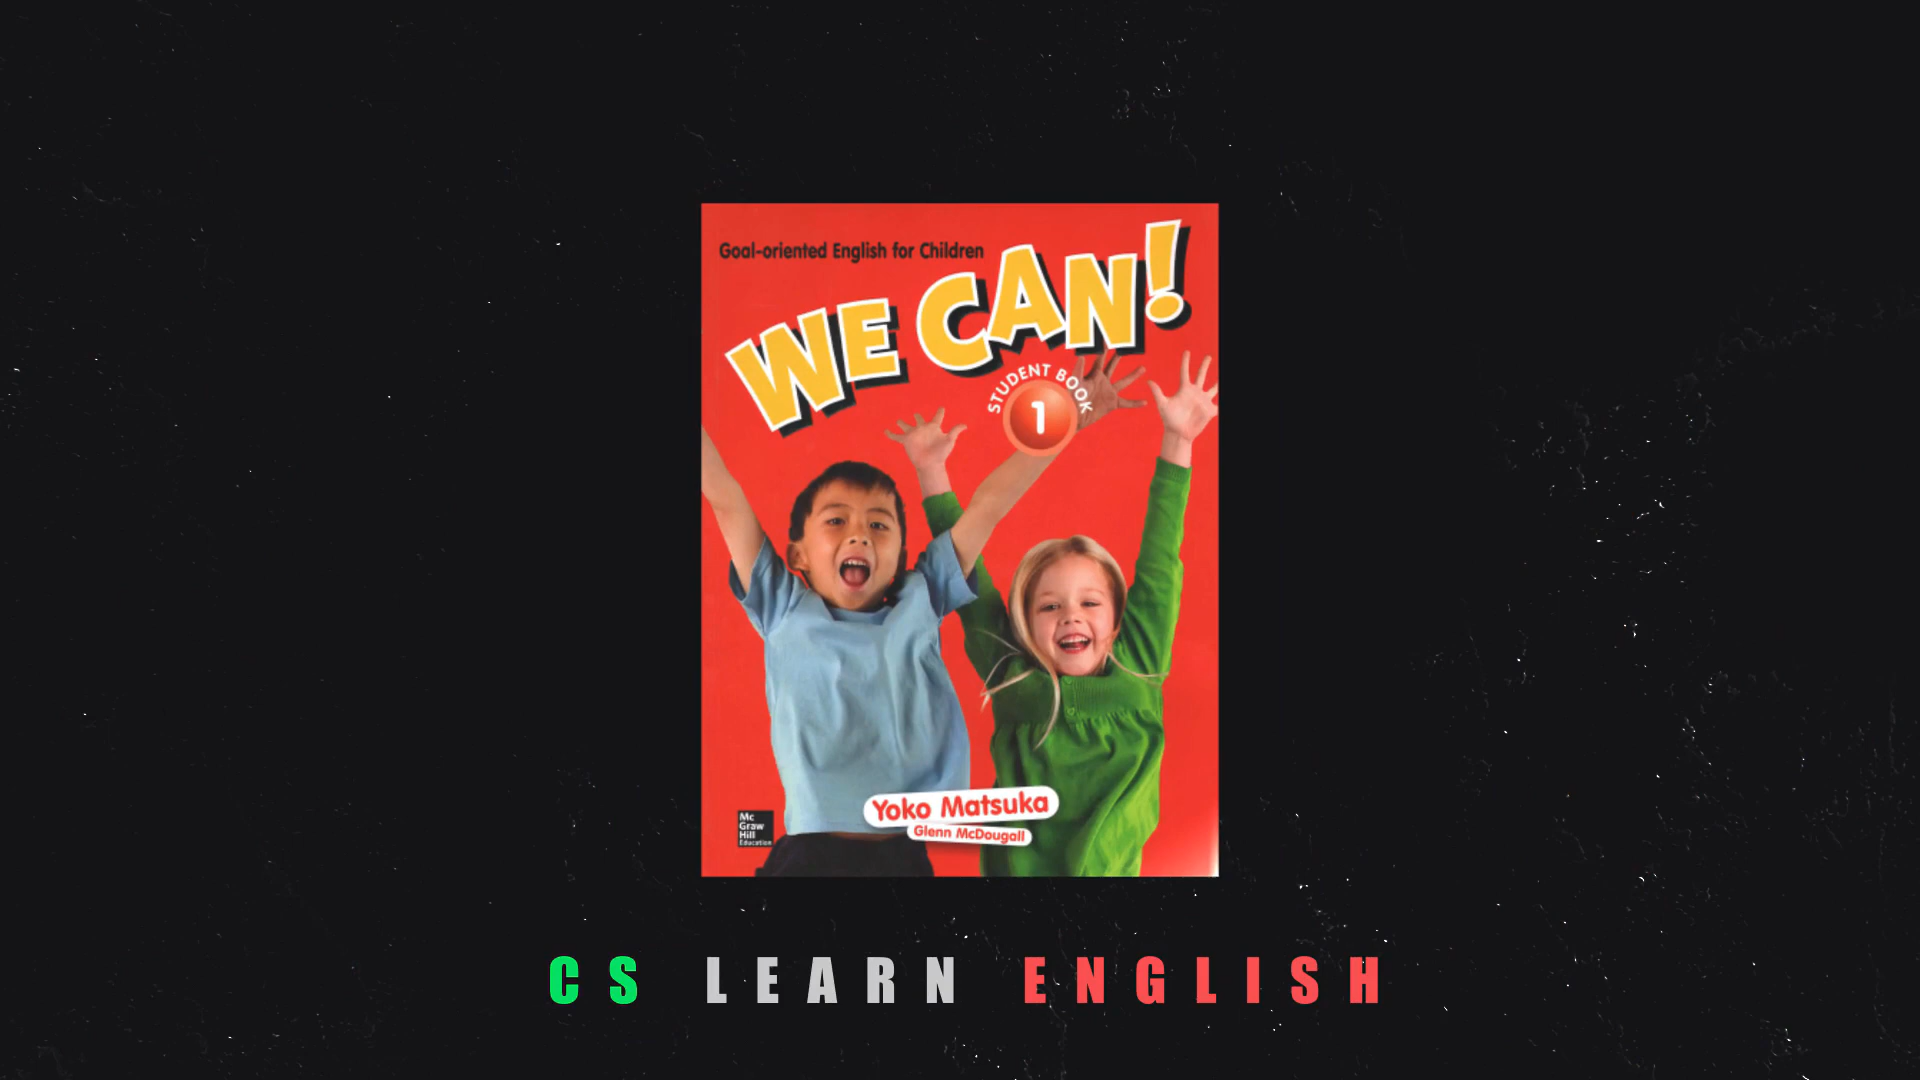 Goal-oriented English for Children
WE CAN!
STUDENT BOOK
1
Yoko Matsuka
Glenn McDougall
Mc
Graw
Hill
Education
CS LEARN ENGLISH